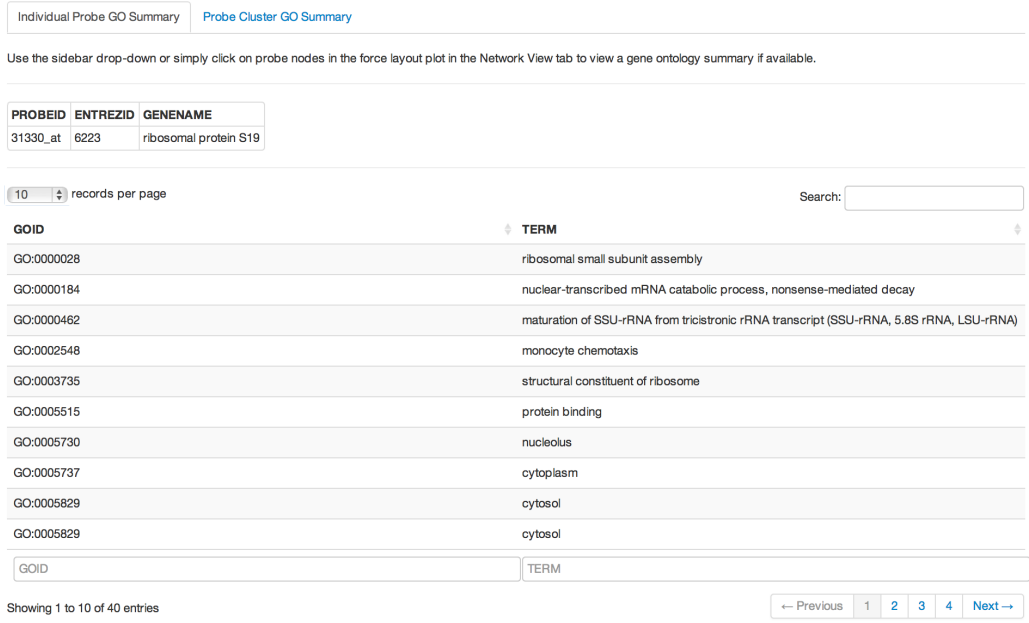 Individual Probe GO Summary Probe Cluster GO Summary
Use the sidebar drop-down or simply click on probe nodes in the force layout plot in the Network View tab to view a gene ontology summary if available.
PROBEID ENTREZID GENENAME
31330_at 6223 ribosomal protein S19
10 records per page Search:
GOID TERM
GO:0000028 ribosomal small subunit assembly
GO:0000184 nuclear-transcribed mRNA catabolic process, nonsense-mediated decay
GO:0000462 maturation of SSU-rRNA from tricistronic rRNA transcript (SSU-rRNA, 5.8S rRNA, LSU-rRNA)
GO:0002548 monocyte chemotaxis
GO:0003735 structural constituent of ribosome
GO:0005515 protein binding
GO:0005730 nucleolus
GO:0005737 cytoplasm
GO:0005829 cytosol
GO:0005829 cytosol
GOID TERM
Showing 1 to 10 of 40 entries ← Previous 1 2 3 4 Next →